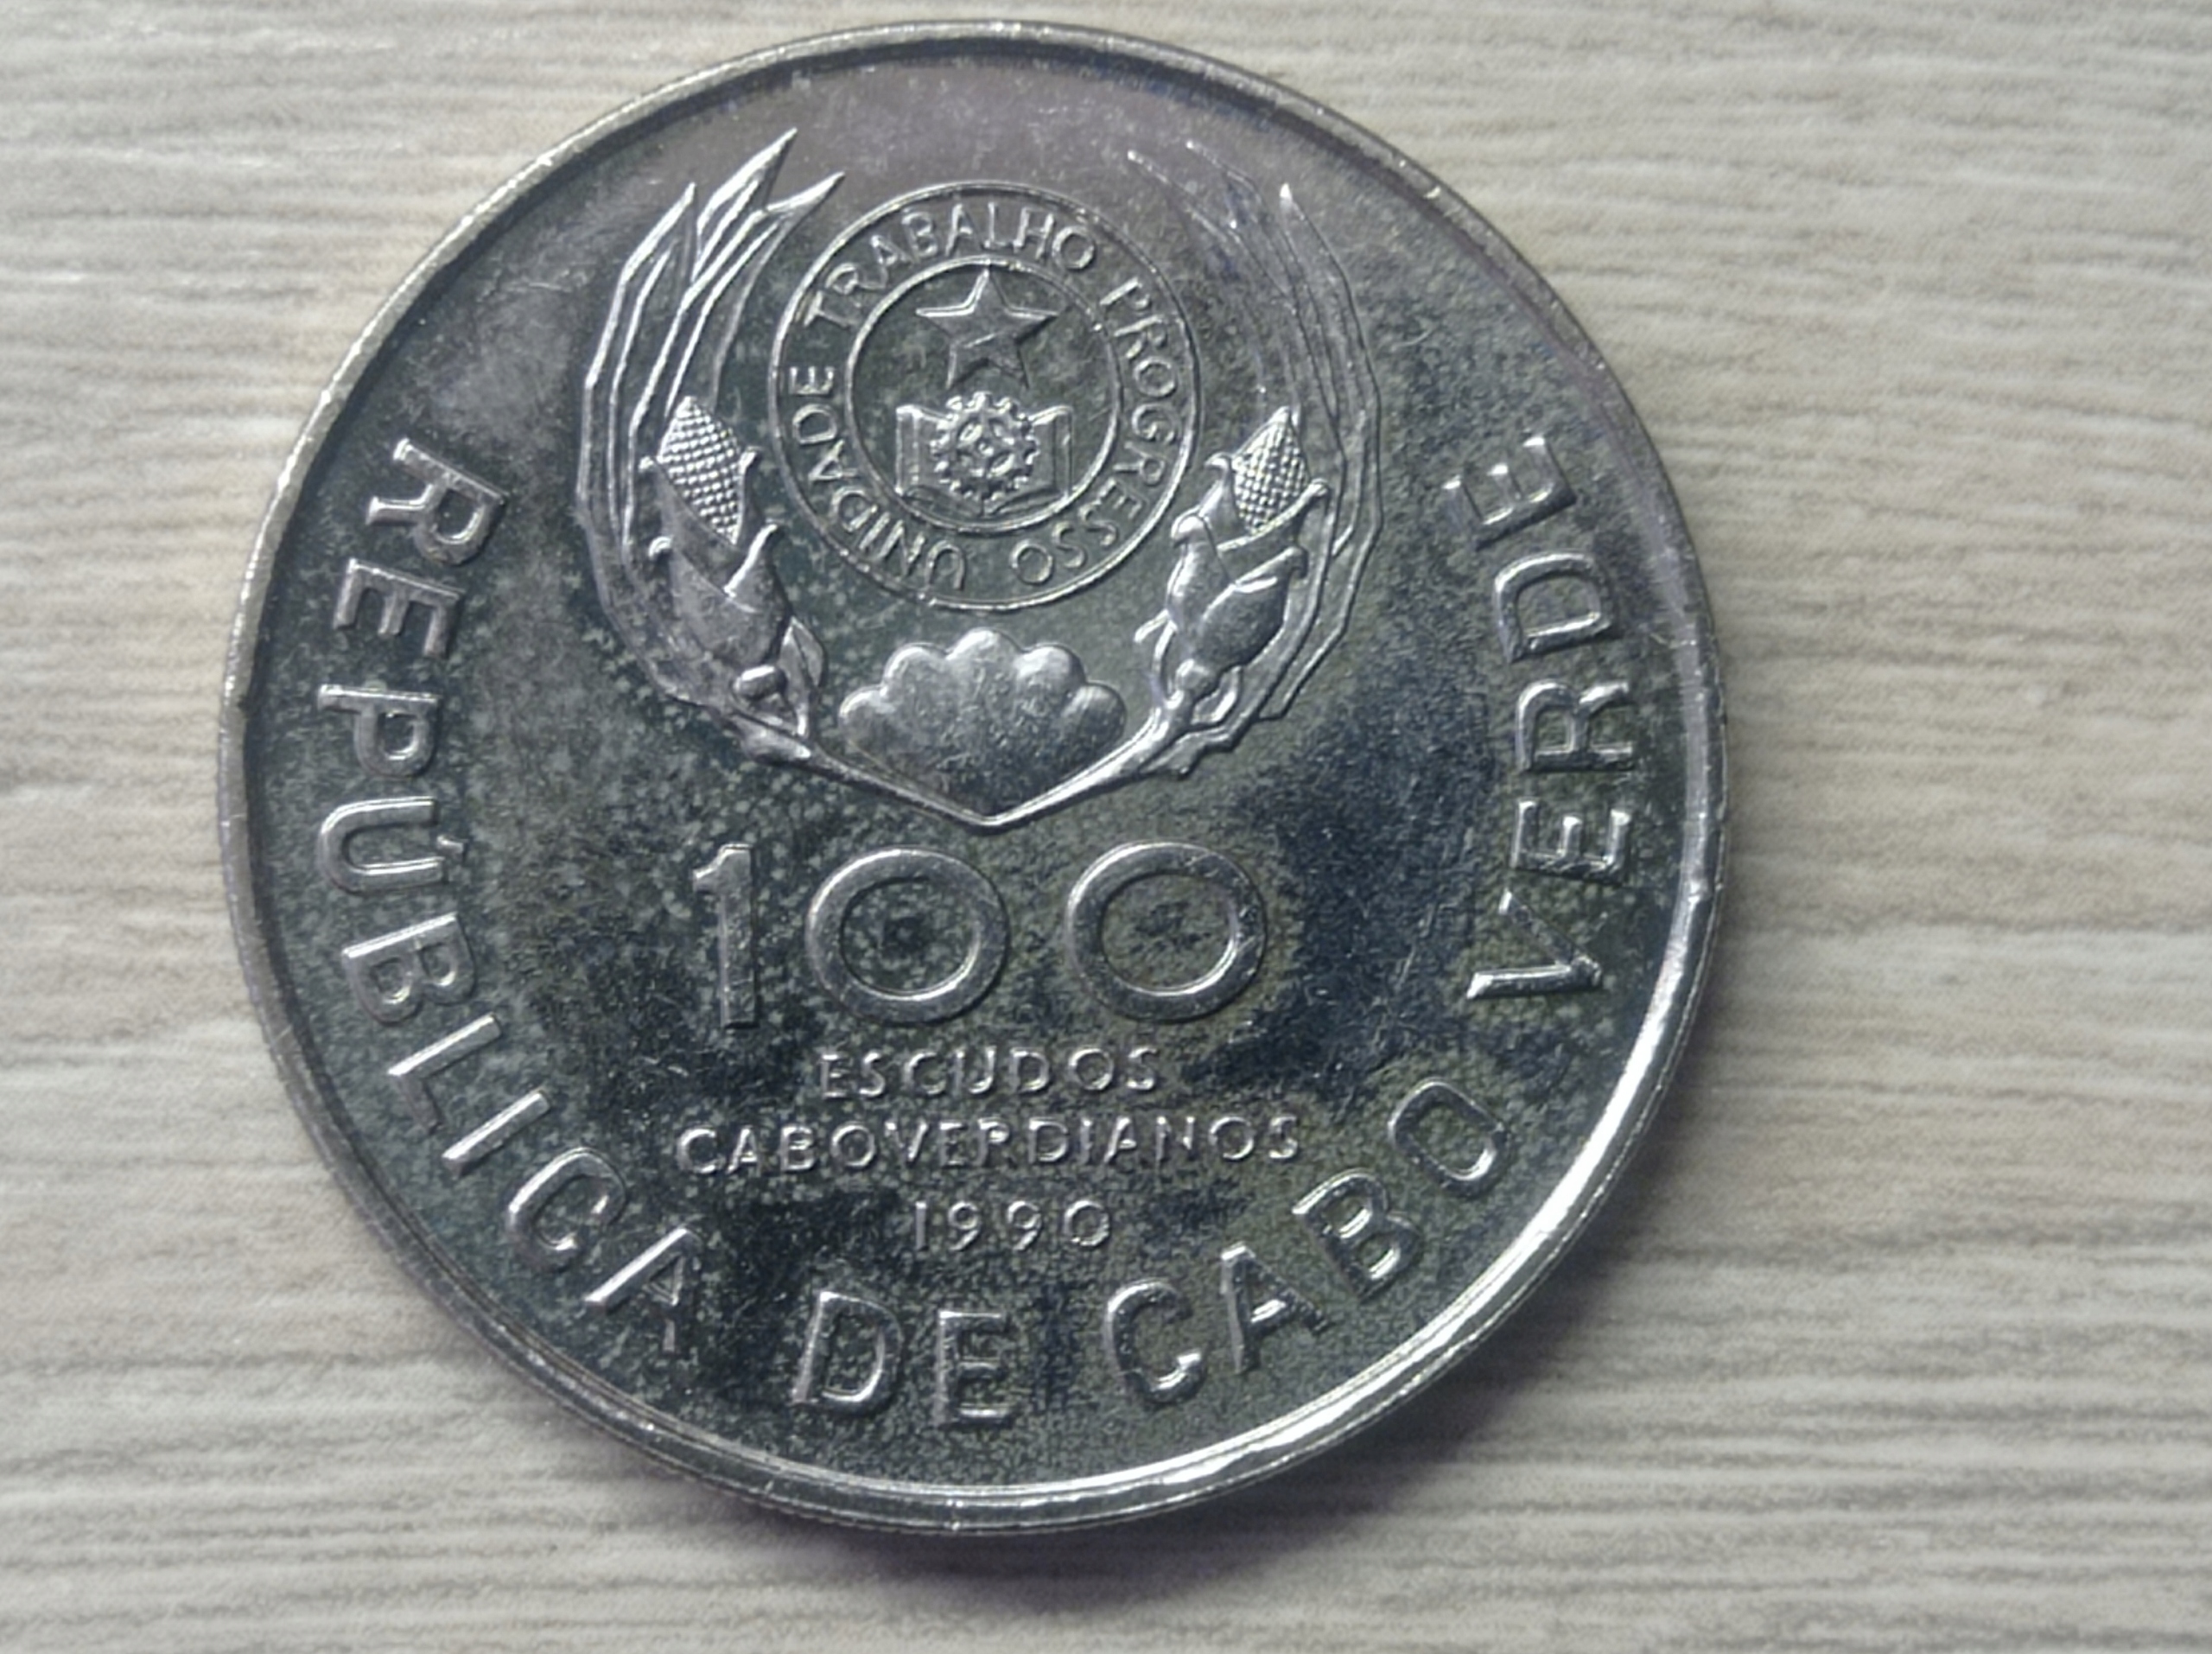 UNIDADE TRABALHO PROGRESSO
100
ESCUDOS
CABOVERDIANOS
1990
REPÚBLICA DE CABO VERDE